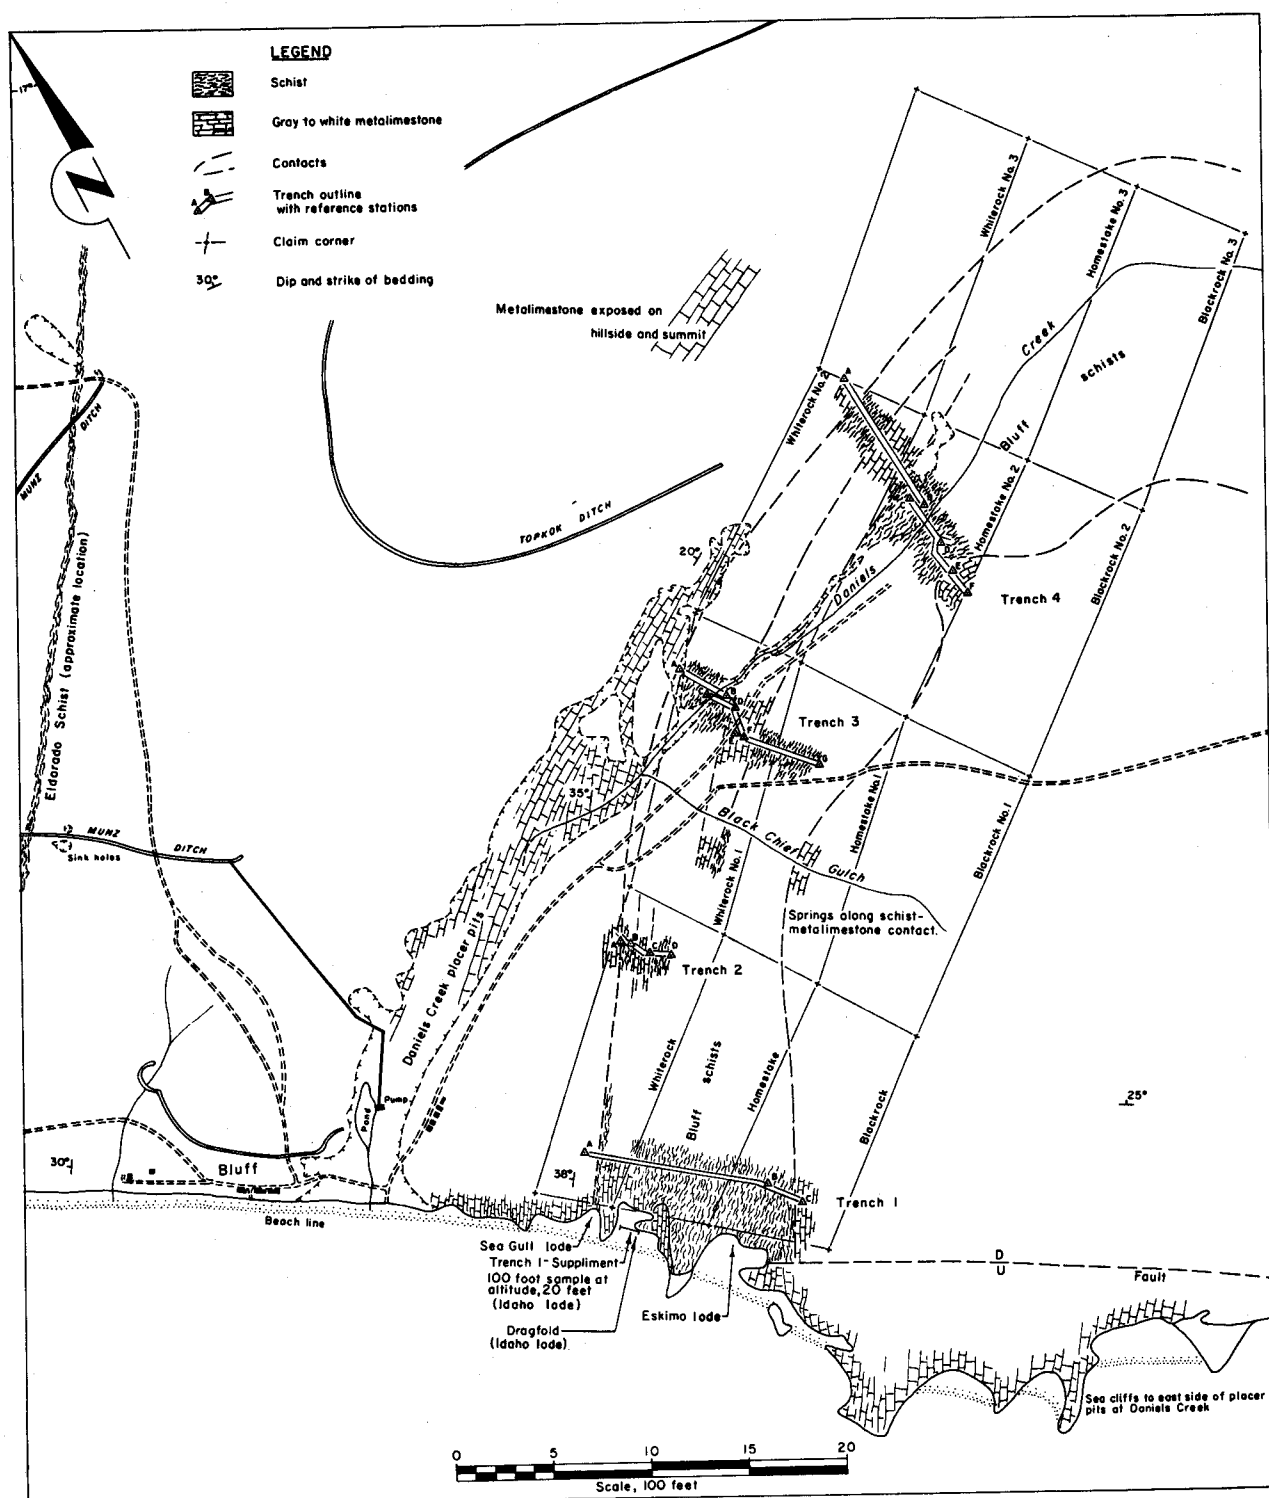 LEGEND
Schist
Gray to white metalimestone
Contacts
Trench outline
with reference stations
Claim corner
30° Dip and strike of bedding
17°
N
Metalimestone exposed on
hillside and summit
Whiterock No. 3
Homestake No. 3
Blackrock No. 3
Creek
schists
Bluff
Whiterock No. 2
Homestake No. 2
Blackrock No. 2
MUNZ
DITCH
TOPKOK DITCH
20°
Daniels
Trench 4
Eldorado Schist (approximate location)
Trench 3
35°
Black Chief
Gulch
Whiterock No. 1
Homestake No. 1
Blackrock No. 1
MUNZ
DITCH
Sink holes
Springs along schist-
metalimestone contact.
Daniels Creek placer pits
A
B
C
D
Trench 2
Whiterock
Bluff schists
Homestake
Blackrock
Pump
Pond
25°
30°
Bluff
38°
A
B
C
Trench 1
Beach line
Sea Gull lode
Trench 1-Suppliment
100 foot sample at
altitude, 20 feet
(Idaho lode)
Dragfold
(Idaho lode)
Eskimo lode
D
U
Fault
Sea cliffs to east side of placer
pits at Daniels Creek
0 5 10 15 20
Scale, 100 feet